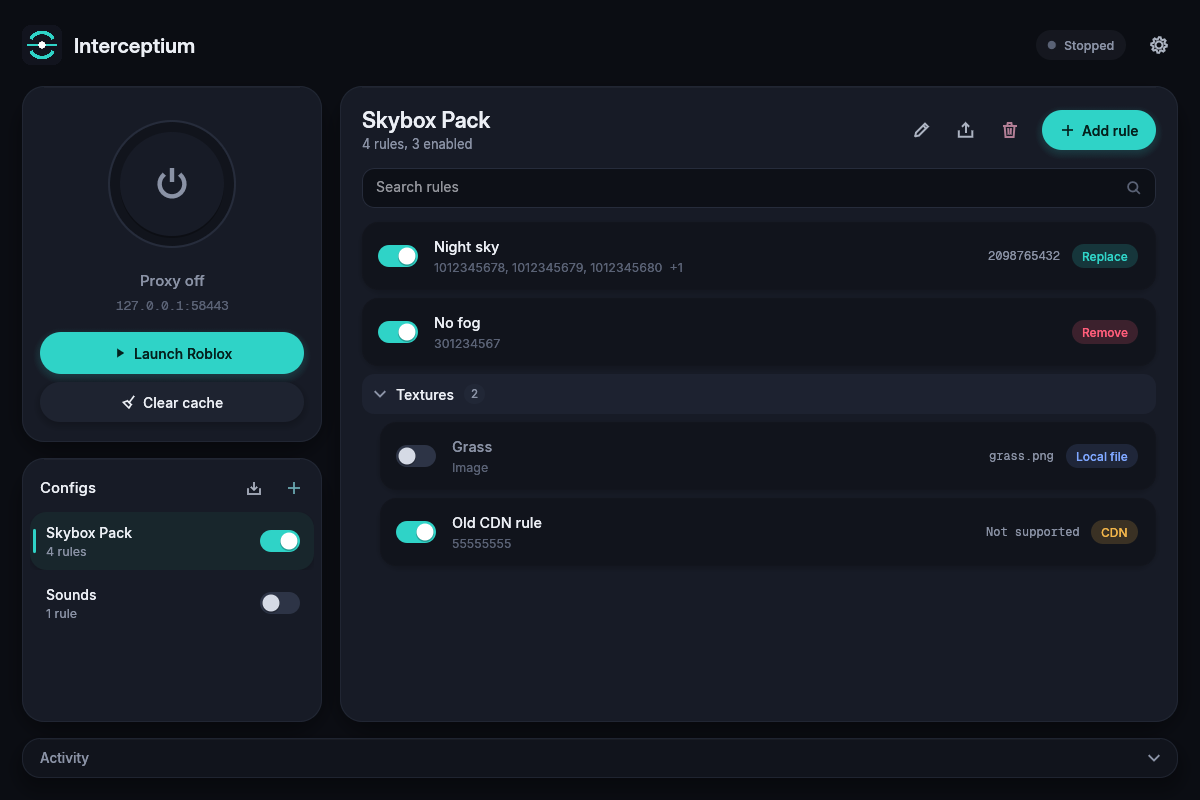 Interceptium
Stopped
Proxy off
127.0.0.1:58443
Launch Roblox
Clear cache
Configs
Skybox Pack
4 rules
Sounds
1 rule
Skybox Pack
4 rules, 3 enabled
Add rule
Search rules
Night sky
1012345678, 1012345679, 1012345680 +1
2098765432
Replace
No fog
301234567
Remove
Textures 2
Grass
Image
grass.png
Local file
Old CDN rule
55555555
Not supported
CDN
Activity